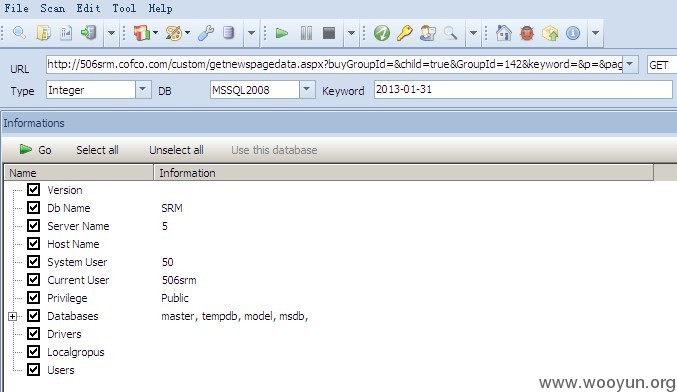 File Scan Edit Tool Help
URL http://506srm.cofco.com/custom/getnewspagedata.aspx?buyGroupId=&child=true&GroupId=142&keyword=&p=&pag GET
Type Integer DB MSSQL2008 Keyword 2013-01-31
Informations
Go Select all Unselect all Use this database
Name Information
Version
Db Name SRM
Server Name 5
Host Name
System User 50
Current User 506srm
Privilege Public
Databases master, tempdb, model, msdb,
Drivers
Localgropus
Users
www.wooyun.org